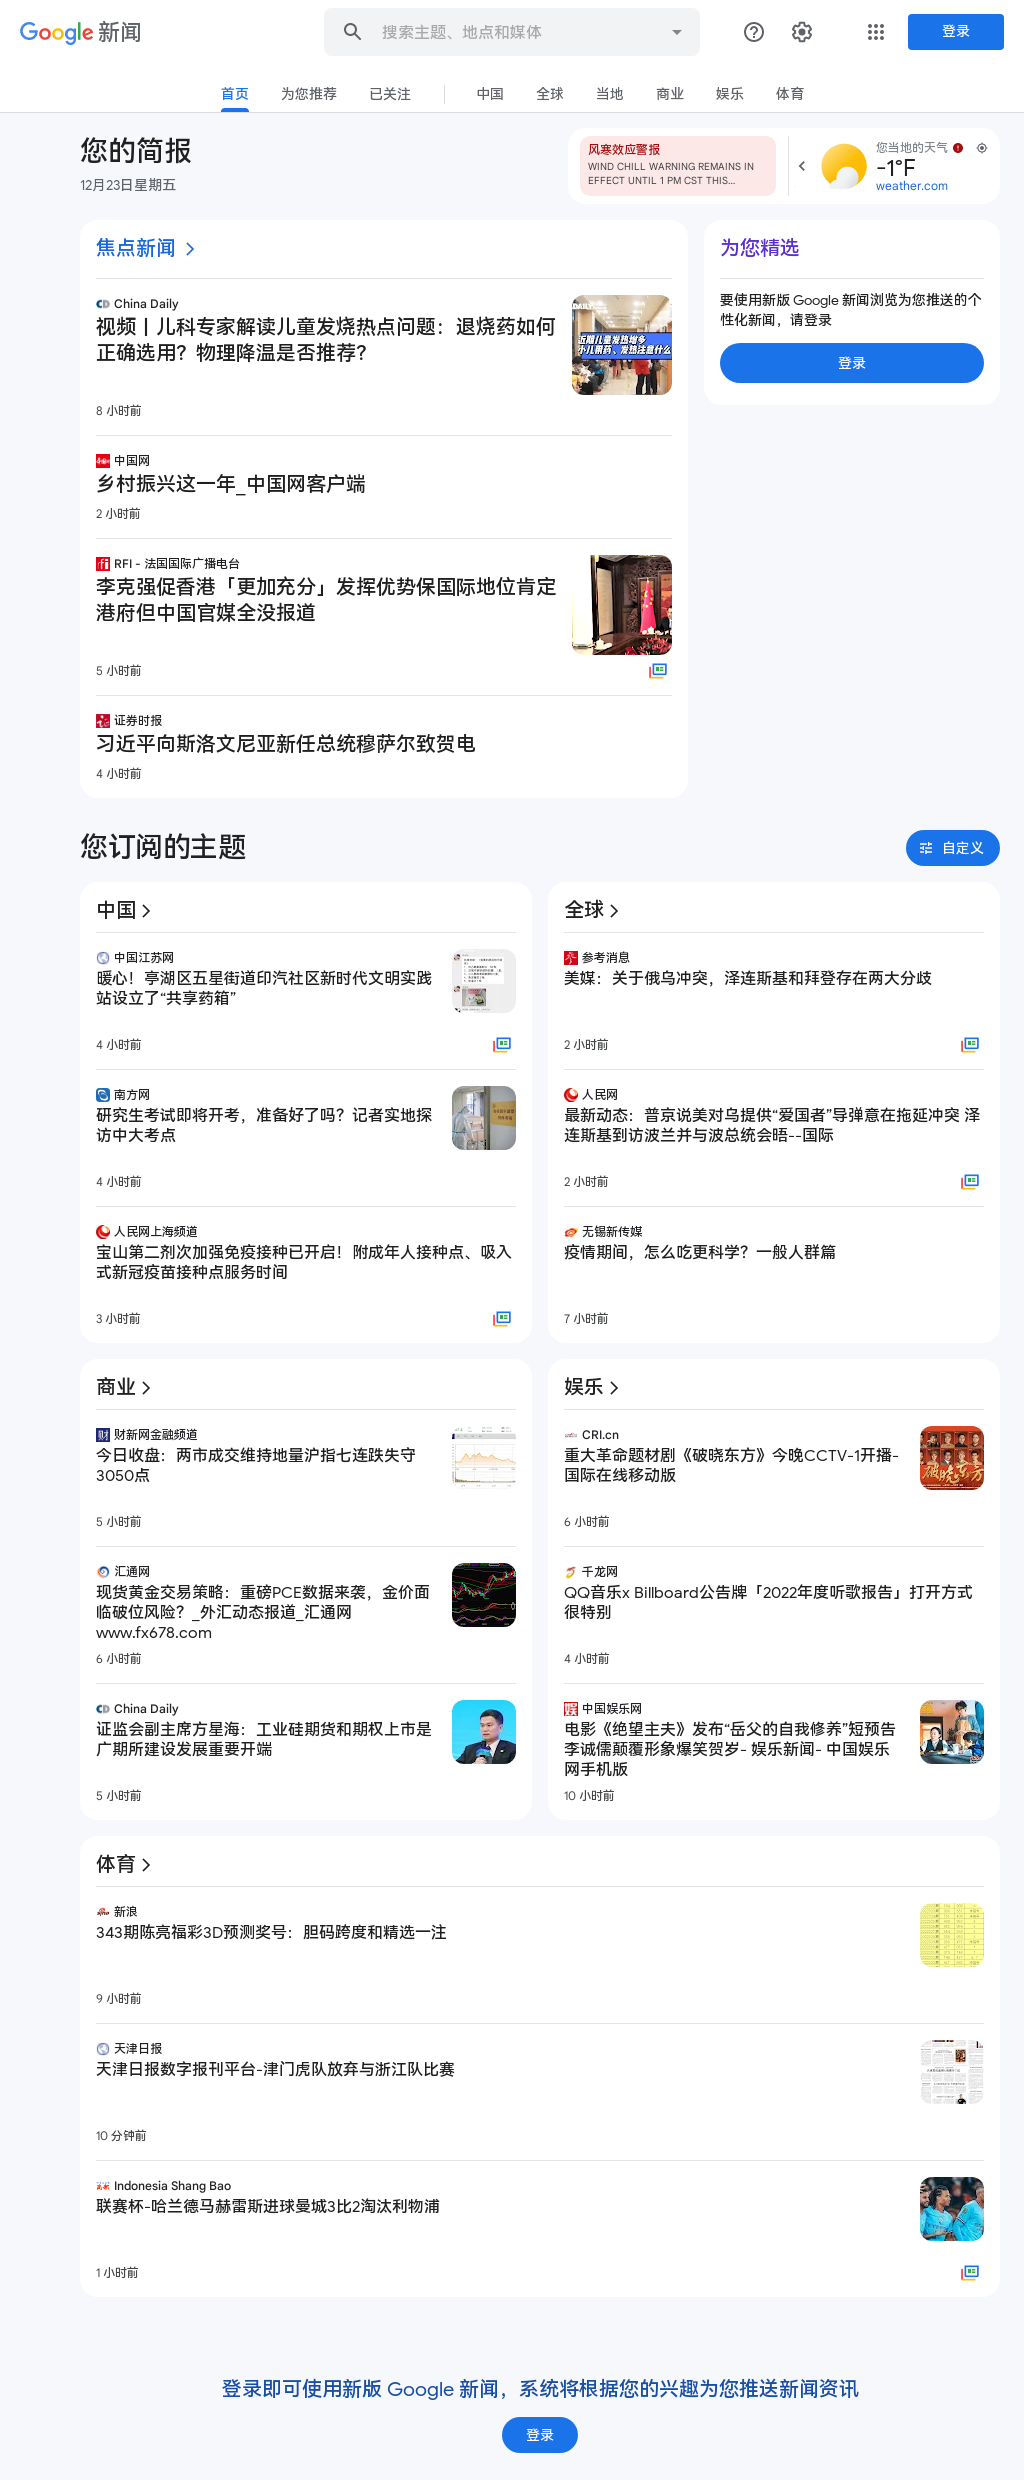 Google 新闻
搜索主题、地点和媒体
登录
首页
为您推荐
已关注
中国
全球
当地
商业
娱乐
体育
您的简报
12月23日星期五
风寒效应警报
WIND CHILL WARNING REMAINS IN
EFFECT UNTIL 1 PM CST THIS...
您当地的天气
-1°F
weather.com
焦点新闻
China Daily
视频丨儿科专家解读儿童发烧热点问题：退烧药如何
正确选用？物理降温是否推荐？
近期儿童发热增多
小儿用药、发热注意什么
8 小时前
中国网
乡村振兴这一年_中国网客户端
2 小时前
RFI - 法国国际广播电台
李克强促香港「更加充分」发挥优势保国际地位肯定
港府但中国官媒全没报道
5 小时前
证券时报
习近平向斯洛文尼亚新任总统穆萨尔致贺电
4 小时前
为您精选
要使用新版 Google 新闻浏览为您推送的个
性化新闻，请登录
登录
您订阅的主题
自定义
中国
中国江苏网
暖心！亭湖区五星街道印汽社区新时代文明实践
站设立了“共享药箱”
4 小时前
南方网
研究生考试即将开考，准备好了吗？记者实地探
访中大考点
4 小时前
人民网上海频道
宝山第二剂次加强免疫接种已开启！附成年人接种点、吸入
式新冠疫苗接种点服务时间
3 小时前
全球
参考消息
美媒：关于俄乌冲突，泽连斯基和拜登存在两大分歧
2 小时前
人民网
最新动态：普京说美对乌提供“爱国者”导弹意在拖延冲突 泽
连斯基到访波兰并与波总统会晤--国际
2 小时前
无锡新传媒
疫情期间，怎么吃更科学？一般人群篇
7 小时前
商业
财新网金融频道
今日收盘：两市成交维持地量沪指七连跌失守
3050点
5 小时前
汇通网
现货黄金交易策略：重磅PCE数据来袭，金价面
临破位风险？_外汇动态报道_汇通网
www.fx678.com
6 小时前
China Daily
证监会副主席方星海：工业硅期货和期权上市是
广期所建设发展重要开端
5 小时前
娱乐
CRI.cn
重大革命题材剧《破晓东方》今晚CCTV-1开播-
国际在线移动版
破晓东方
6 小时前
千龙网
QQ音乐x Billboard公告牌「2022年度听歌报告」打开方式
很特别
4 小时前
中国娱乐网
电影《绝望主夫》发布“岳父的自我修养”短预告
李诚儒颠覆形象爆笑贺岁- 娱乐新闻- 中国娱乐
网手机版
10 小时前
体育
新浪
343期陈亮福彩3D预测奖号：胆码跨度和精选一注
9 小时前
天津日报
天津日报数字报刊平台-津门虎队放弃与浙江队比赛
10 分钟前
Indonesia Shang Bao
联赛杯-哈兰德马赫雷斯进球曼城3比2淘汰利物浦
1 小时前
登录即可使用新版 Google 新闻，系统将根据您的兴趣为您推送新闻资讯
登录